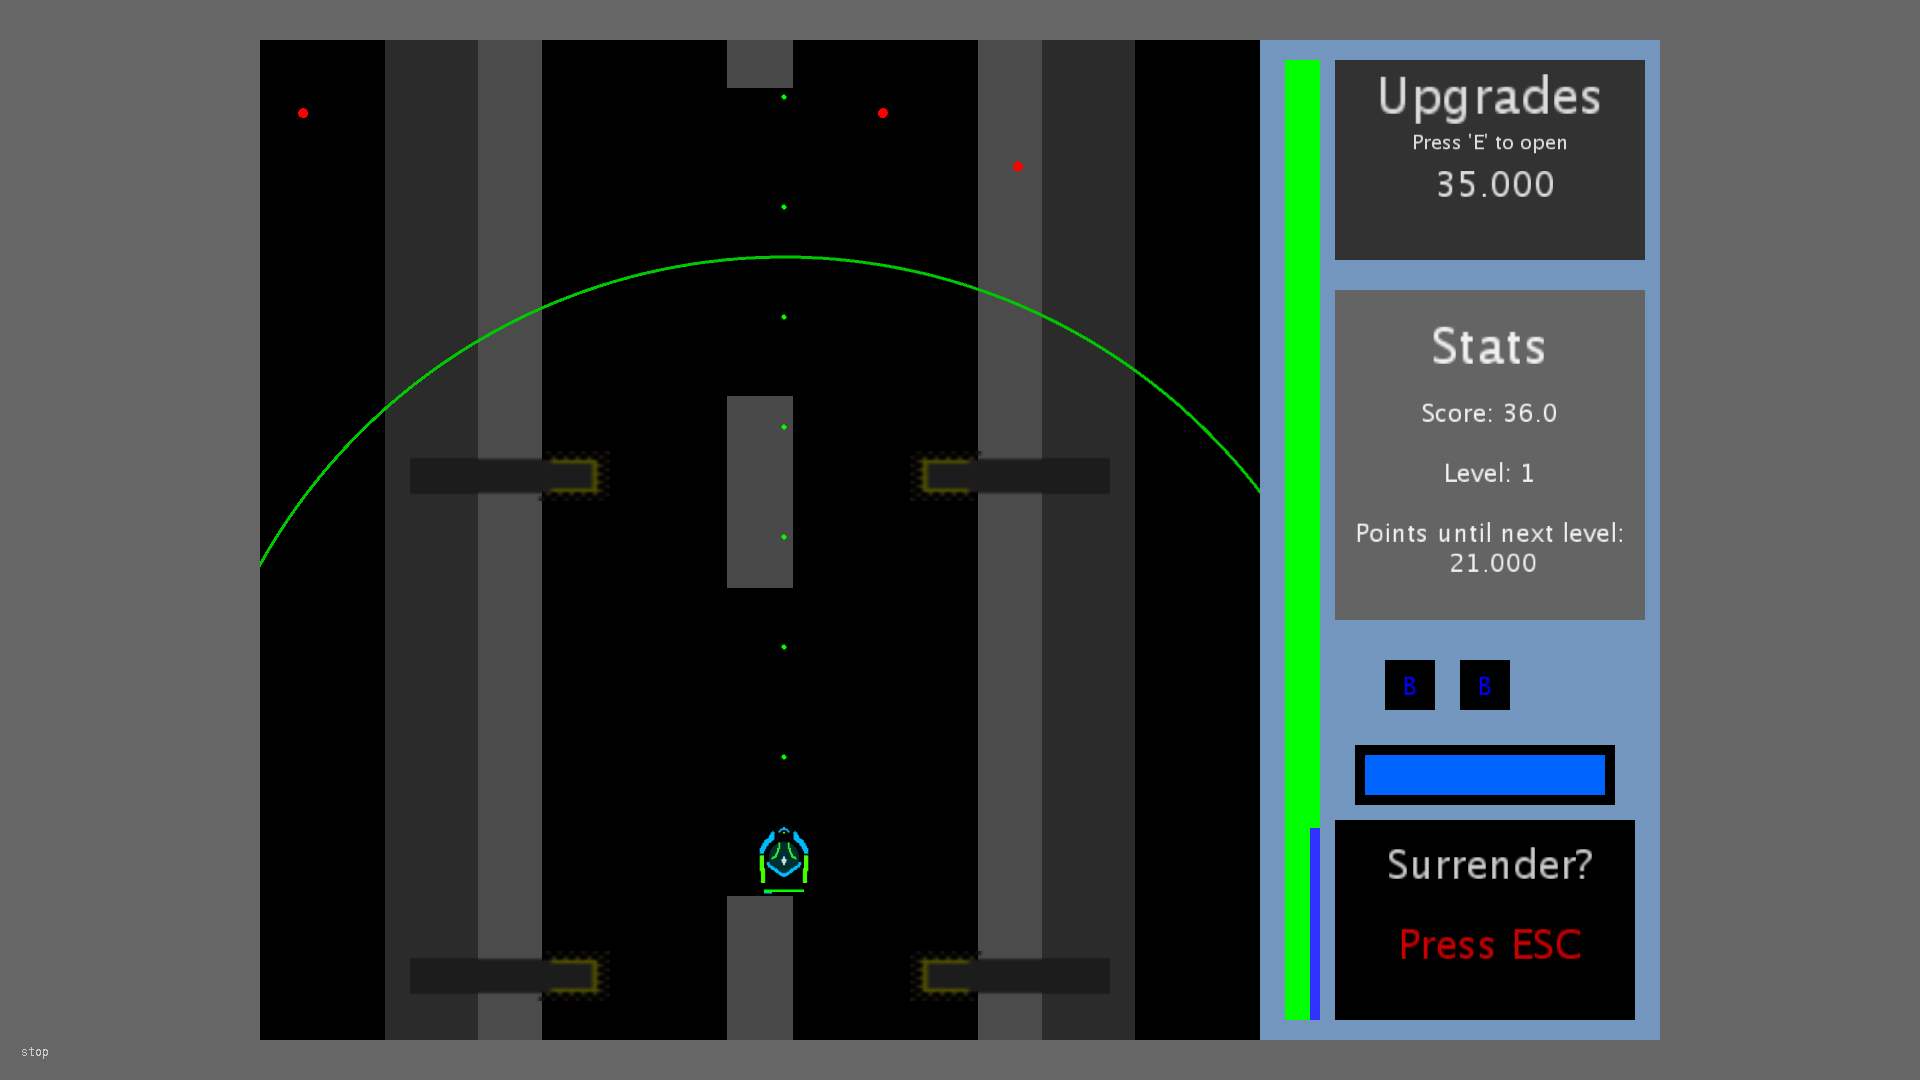 Upgrades
Press 'E' to open
35.000
Stats
Score: 36.0
Level: 1
Points until next level:
21.000
B B
Surrender?
Press ESC
stop